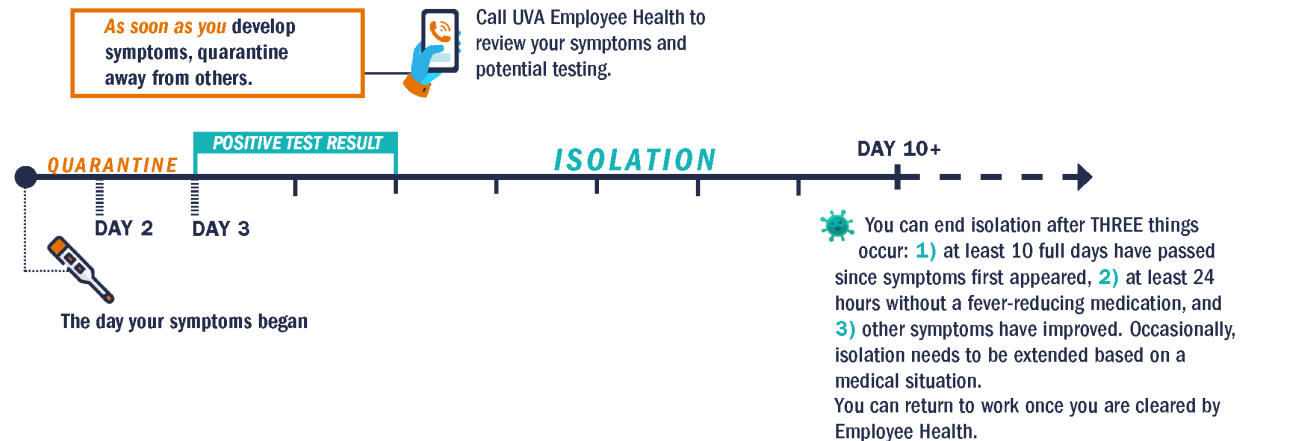 As soon as you develop
symptoms, quarantine
away from others.
Call UVA Employee Health to
review your symptoms and
potential testing.
QUARANTINE
POSITIVE TEST RESULT
ISOLATION
DAY 10+
DAY 2
DAY 3
The day your symptoms began
You can end isolation after THREE things
occur: 1) at least 10 full days have passed
since symptoms first appeared, 2) at least 24
hours without a fever-reducing medication, and
3) other symptoms have improved. Occasionally,
isolation needs to be extended based on a
medical situation.
You can return to work once you are cleared by
Employee Health.